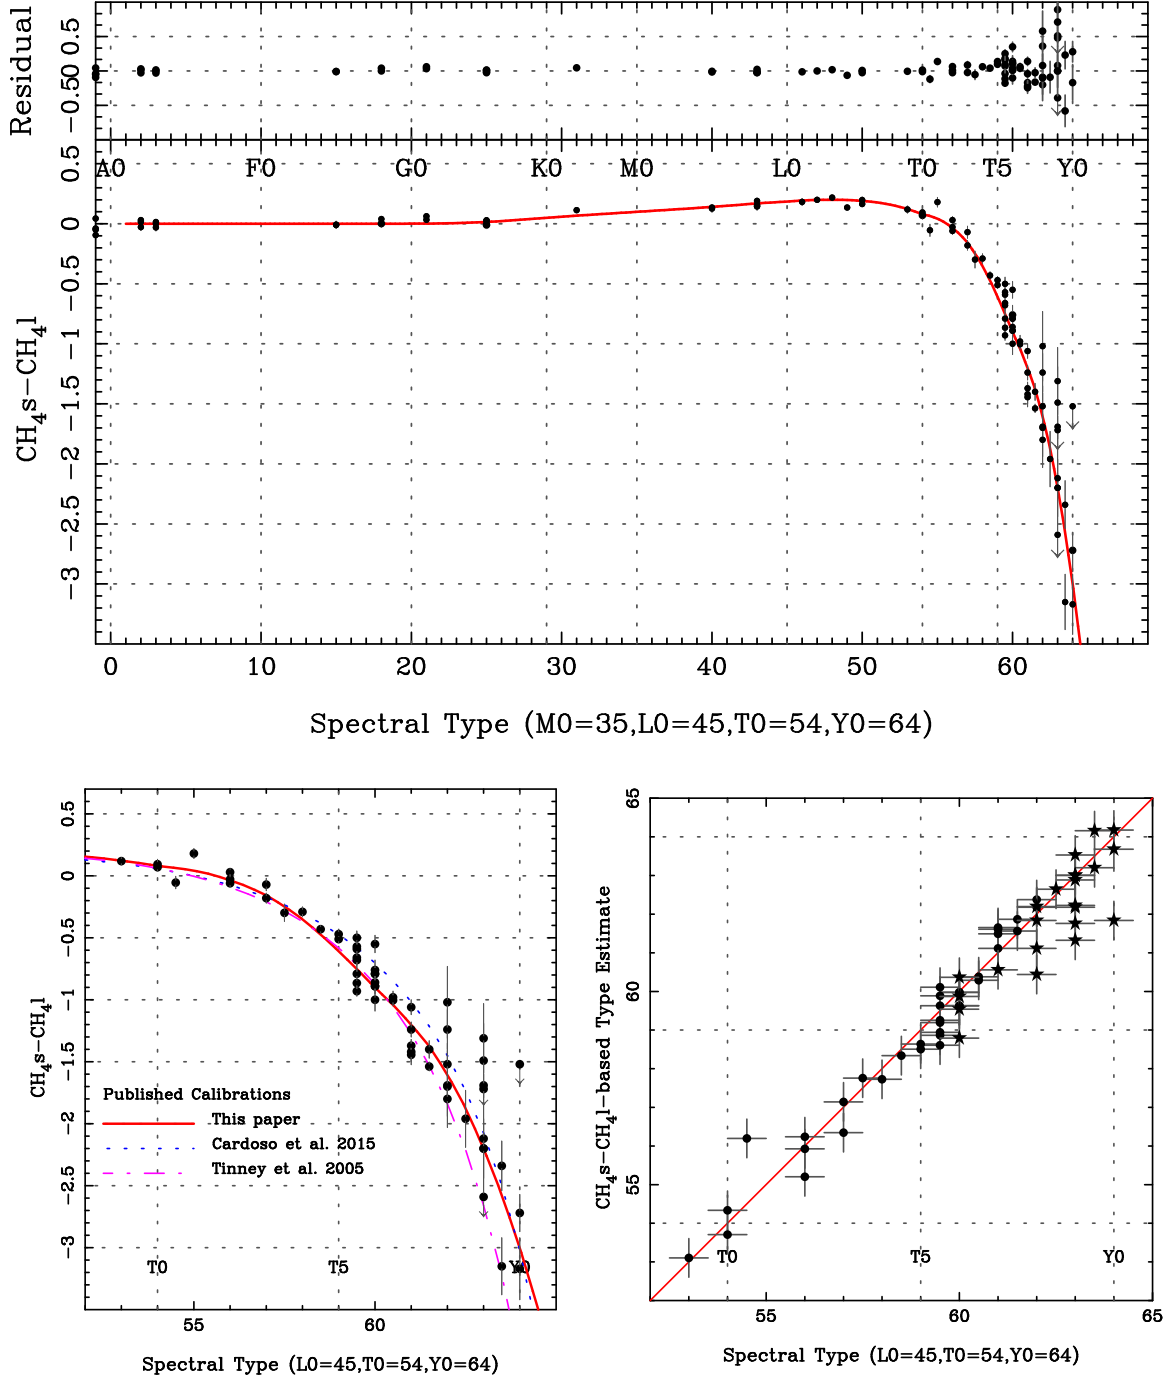 Residual
0.5
0
−0.5
0.5
A0 F0 G0 K0 M0 L0 T0 T5 Y0
0
−0.5
−1
−1.5
−2
−2.5
−3
CH4s−CH4l
0 10 20 30 40 50 60
Spectral Type (M0=35,L0=45,T0=54,Y0=64)
0.5
0
−0.5
−1
−1.5
−2
−2.5
−3
CH4s−CH4l
Published Calibrations
This paper
Cardoso et al. 2015
Tinney et al. 2005
T0 T5 Y0
55 60
Spectral Type (L0=45,T0=54,Y0=64)
65
60
55
CH4s−CH4l−based Type Estimate
T0 T5 Y0
55 60 65
Spectral Type (L0=45,T0=54,Y0=64)